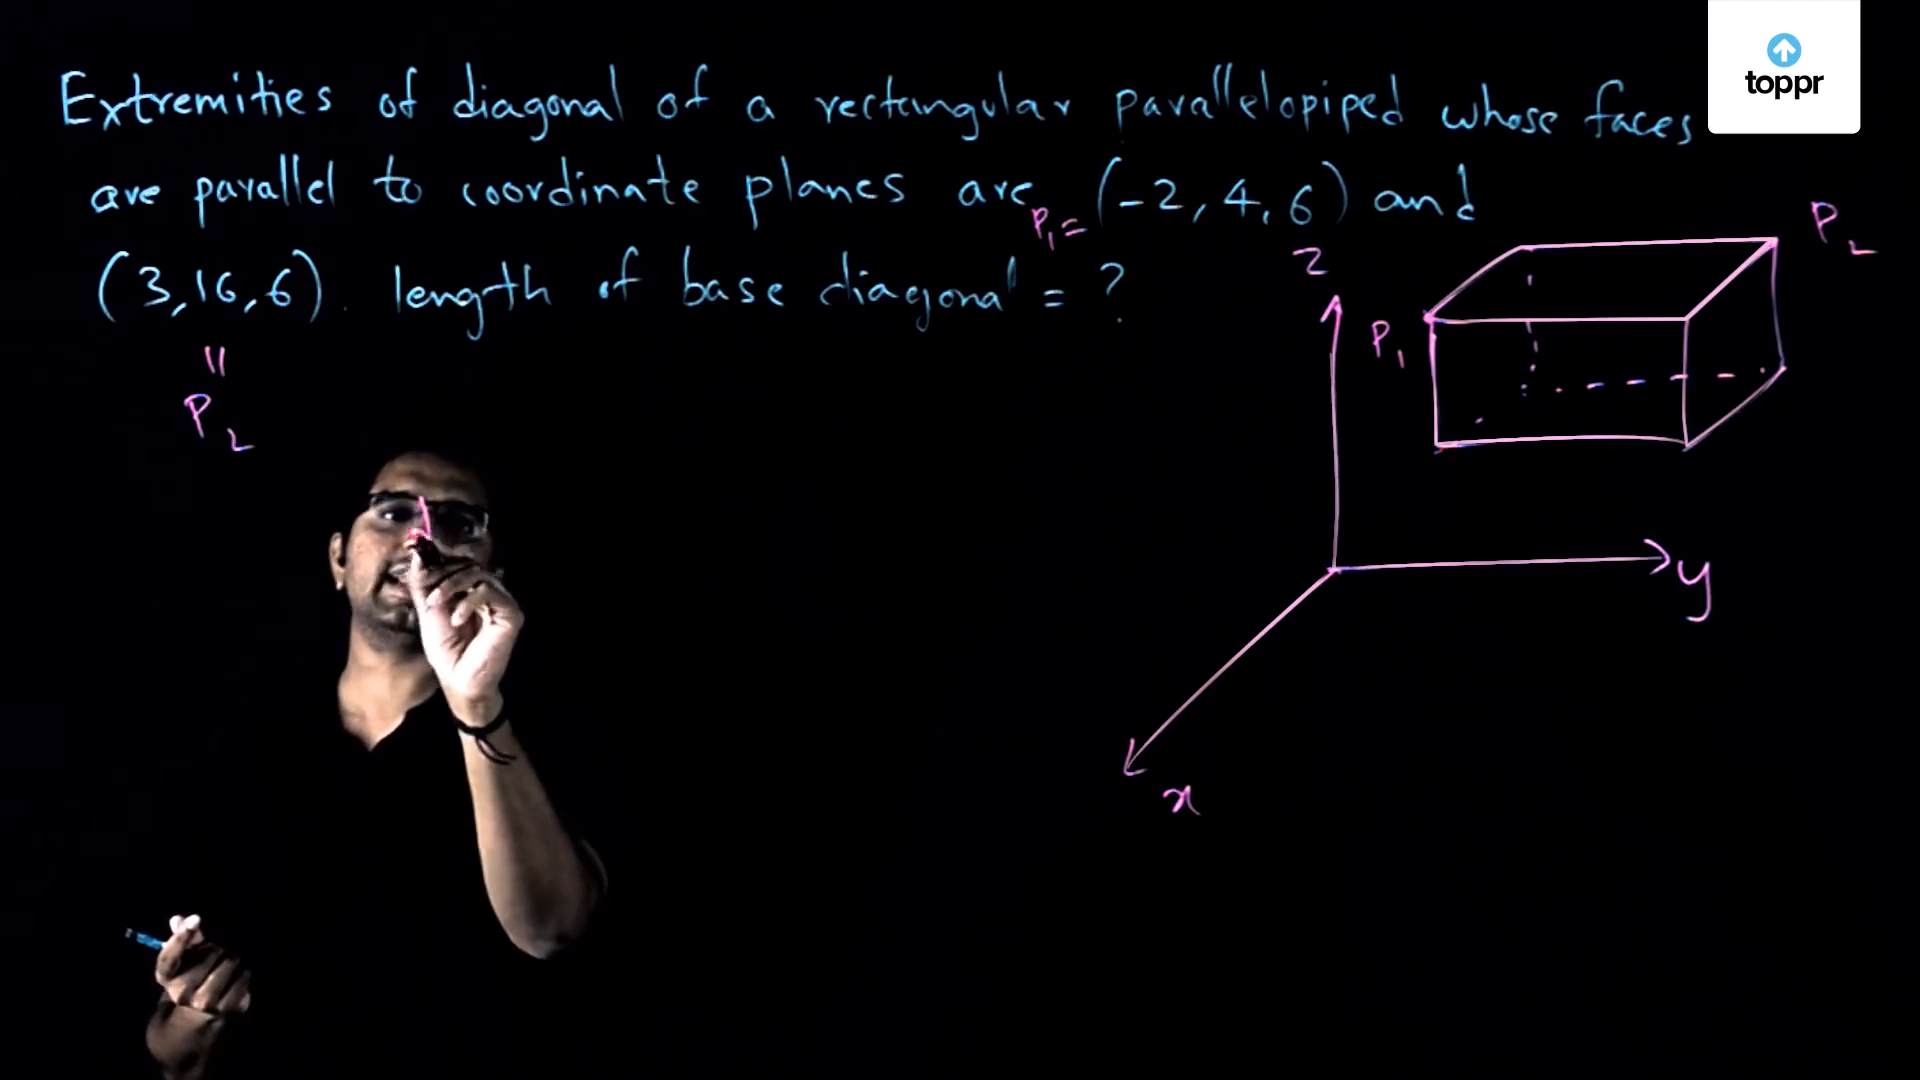 toppr
Extremities of diagonal of a rectangular parallelopiped whose faces
are parallel to coordinate planes are (-2, 4, 6) and
P₁ =
(3, 16, 6). length of base diagonal = ?
||
P₂
z
P₂
P₁
y
x